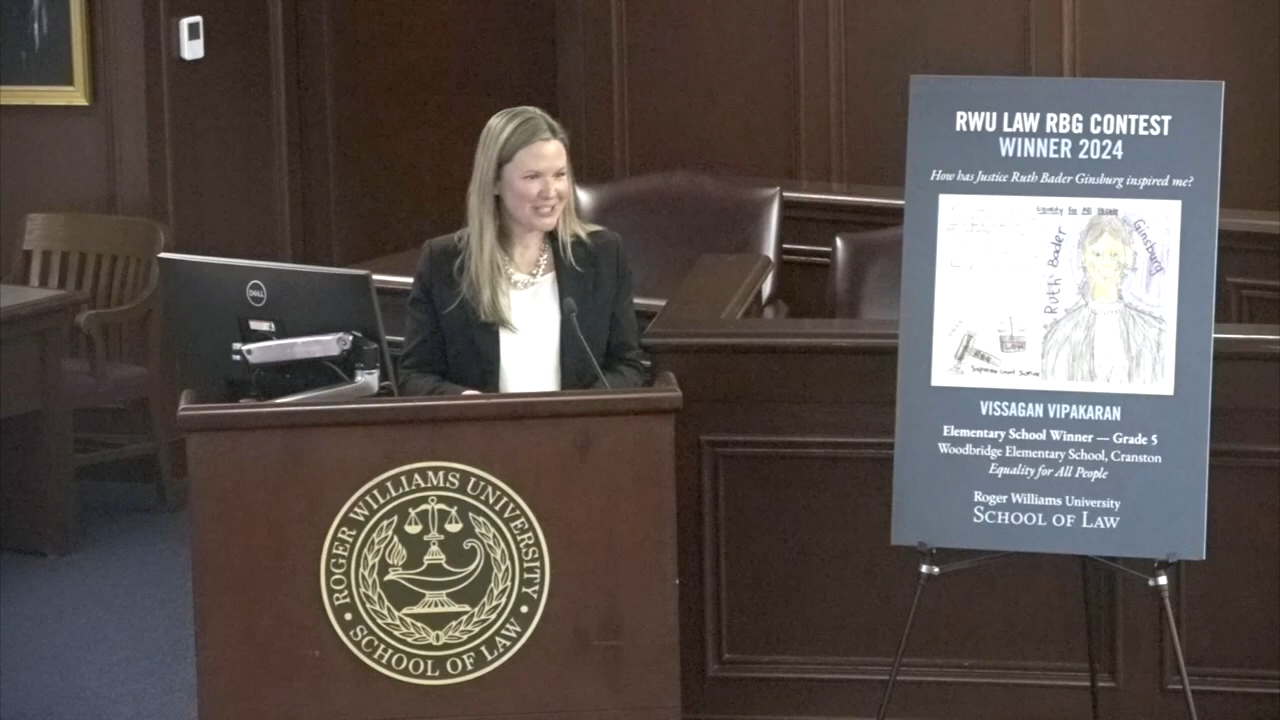 RWU LAW RBG CONTEST
WINNER 2024
How has Justice Ruth Bader Ginsburg inspired me?
Equality for All People
Ruth Bader
Ginsburg
LAW
RBG
Supreme Court Justice
VISSAGAN VIPAKARAN
Elementary School Winner — Grade 5
Woodbridge Elementary School, Cranston
Equality for All People
Roger Williams University
SCHOOL OF LAW
DELL
ROGER WILLIAMS UNIVERSITY
• SCHOOL OF LAW •